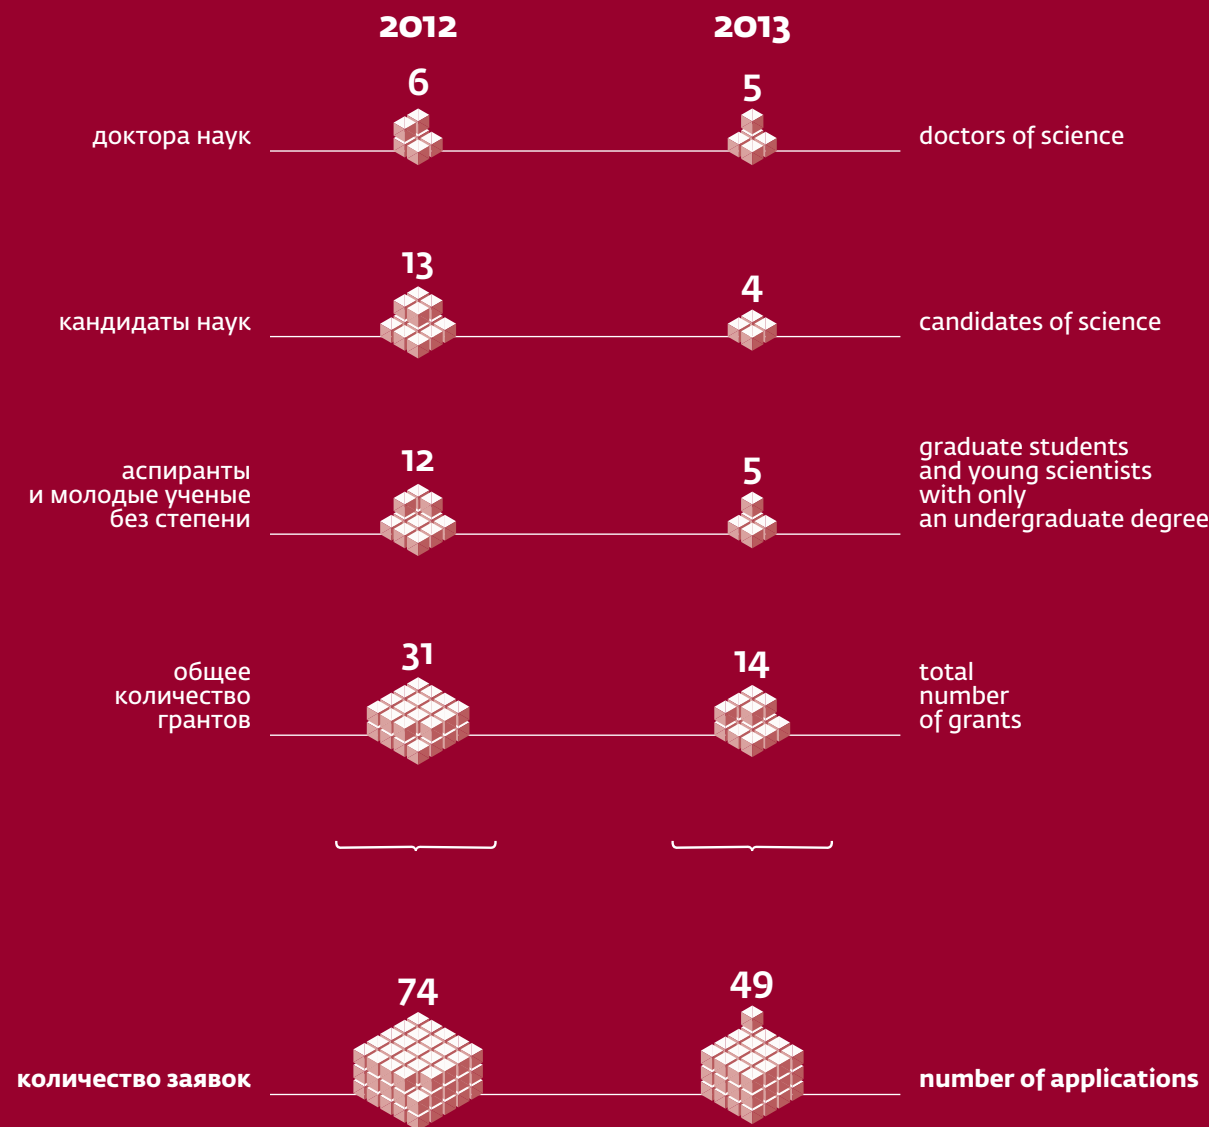 2012 2013
6 5
доктора наук doctors of science
13 4
кандидаты наук candidates of science
12 5
аспиранты
и молодые ученые
без степени
graduate students
and young scientists
with only
an undergraduate degree
31 14
общее
количество
грантов
total
number
of grants
74 49
количество заявок number of applications